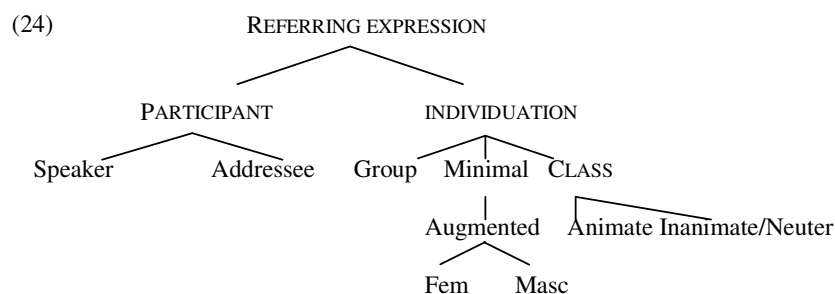 (24) REFERRING EXPRESSION
PARTICIPANT INDIVIDUATION
Speaker Addressee Group Minimal CLASS
Augmented Animate Inanimate/Neuter
Fem Masc